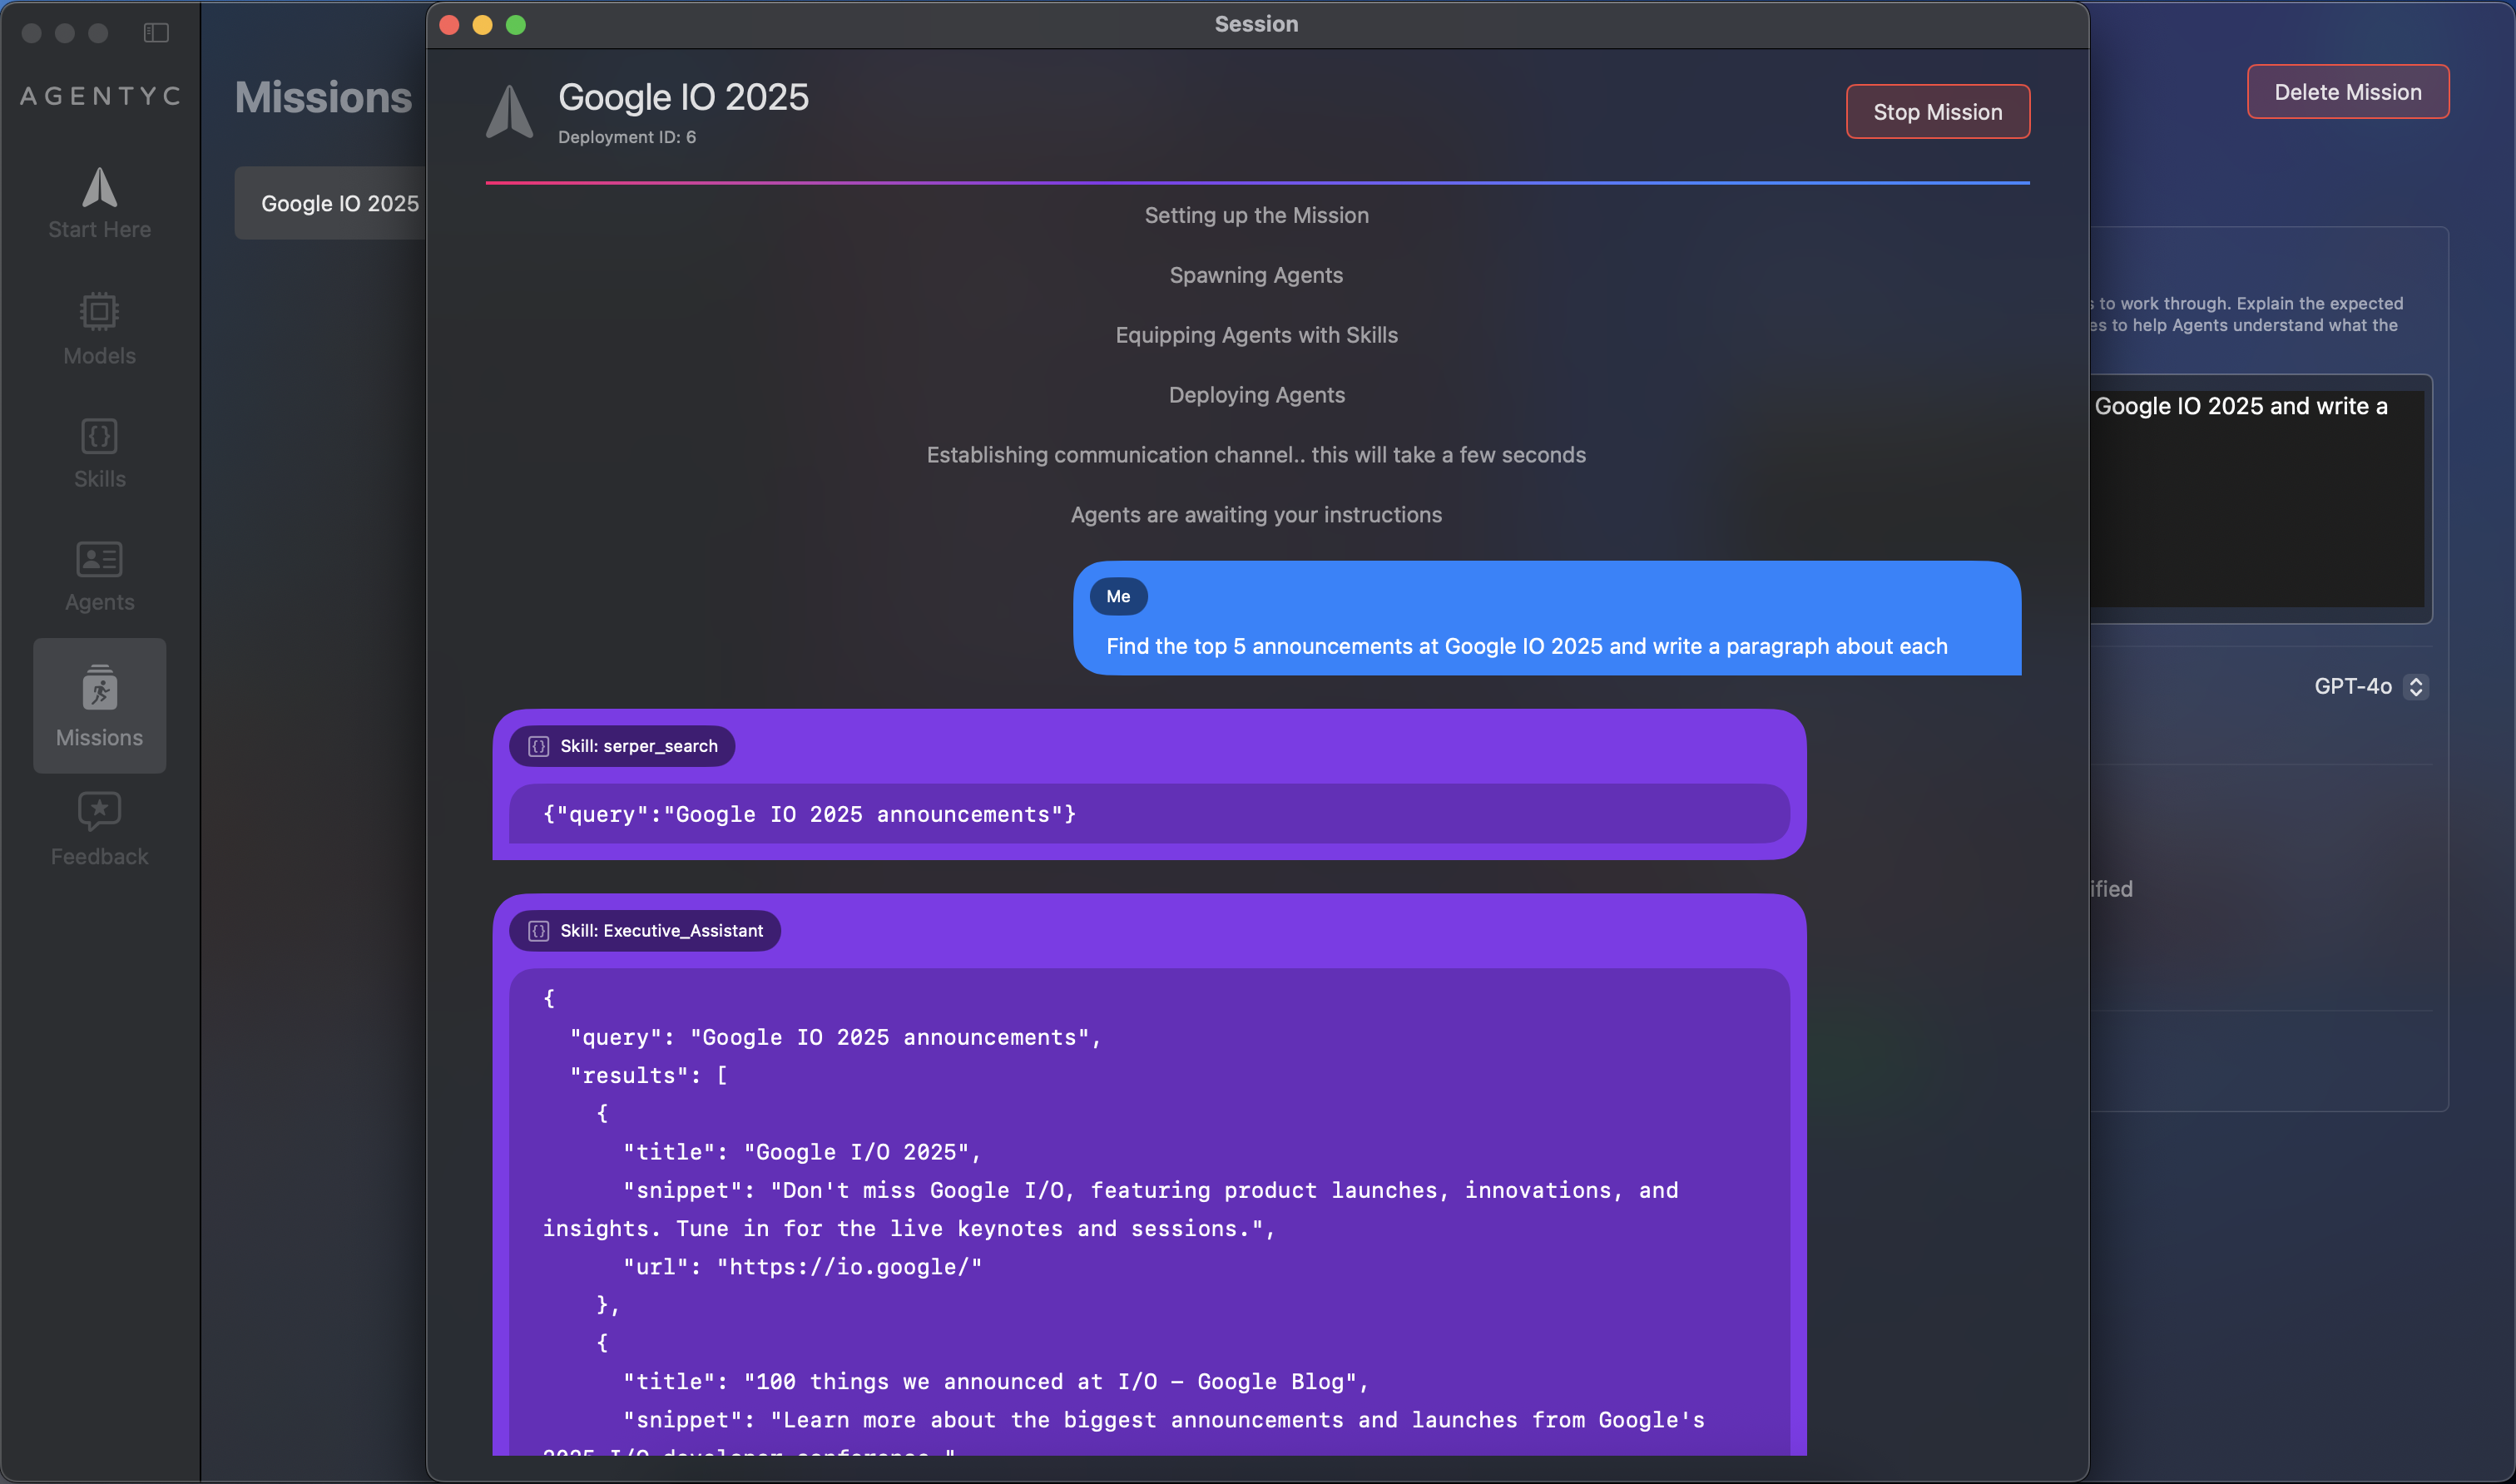 AGENTYC
Start Here
Models
Skills
Agents
Missions
Feedback
Missions
Google IO 2025
Session
Google IO 2025
Deployment ID: 6
Stop Mission
Setting up the Mission
Spawning Agents
Equipping Agents with Skills
Deploying Agents
Establishing communication channel.. this will take a few seconds
Agents are awaiting your instructions
Me
Find the top 5 announcements at Google IO 2025 and write a paragraph about each
Skill: serper_search
{"query":"Google IO 2025 announcements"}
Skill: Executive_Assistant
{
"query": "Google IO 2025 announcements",
"results": [
{
"title": "Google I/O 2025",
"snippet": "Don't miss Google I/O, featuring product launches, innovations, and
insights. Tune in for the live keynotes and sessions.",
"url": "https://io.google/"
},
{
"title": "100 things we announced at I/O – Google Blog",
"snippet": "Learn more about the biggest announcements and launches from Google's
2025 I/O developer conference."
Delete Mission
to work through. Explain the expected
to help Agents understand what the
Google IO 2025 and write a
GPT-4o